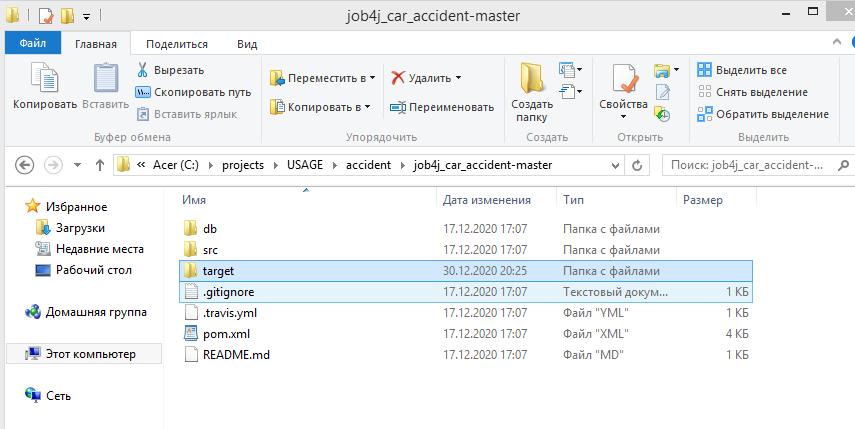 job4j_car_accident-master
Файл Главная Поделиться Вид
Копировать
Вставить
Вырезать
Скопировать путь
Вставить ярлык
Буфер обмена
Переместить в
Копировать в
Удалить
Переименовать
Упорядочить
Создать папку
Создать
Свойства
Открыть
Выделить все
Снять выделение
Обратить выделение
Выделить
« Acer (C:) projects USAGE accident job4j_car_accident-master
Поиск: job4j_car_accident-...
Избранное
Загрузки
Недавние места
Рабочий стол
Домашняя группа
Этот компьютер
Сеть
Имя Дата изменения Тип Размер
db 17.12.2020 17:07 Папка с файлами
src 17.12.2020 17:07 Папка с файлами
target 30.12.2020 20:25 Папка с файлами
.gitignore 17.12.2020 17:07 Текстовый докум... 1 КБ
.travis.yml 17.12.2020 17:07 Файл "YML" 1 КБ
pom.xml 17.12.2020 17:07 Файл "XML" 4 КБ
README.md 17.12.2020 17:07 Файл "MD" 1 КБ